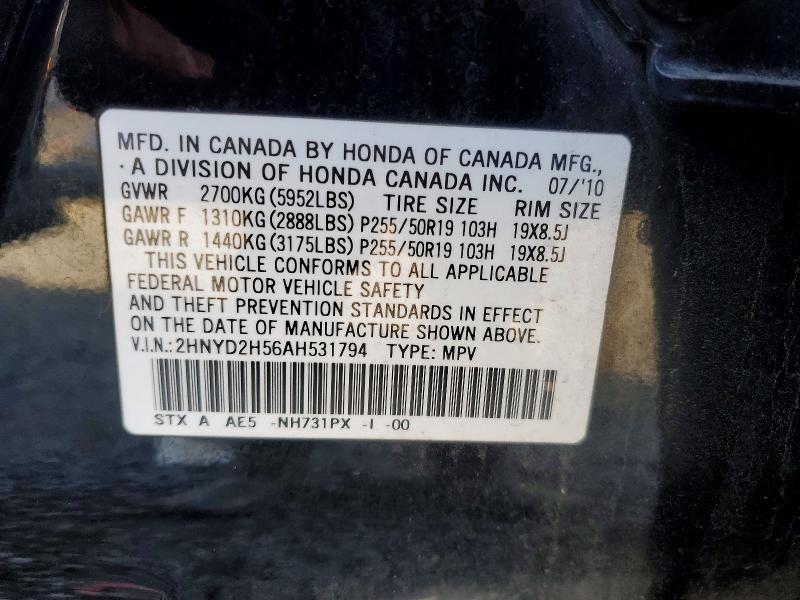 MFD. IN CANADA BY HONDA OF CANADA MFG.,
· A DIVISION OF HONDA CANADA INC. 07/'10
GVWR 2700KG(5952LBS) TIRE SIZE RIM SIZE
GAWR F 1310KG(2888LBS) P255/50R19 103H 19X8.5J
GAWR R 1440KG(3175LBS) P255/50R19 103H 19X8.5J
THIS VEHICLE CONFORMS TO ALL APPLICABLE
FEDERAL MOTOR VEHICLE SAFETY
AND THEFT PREVENTION STANDARDS IN EFFECT
ON THE DATE OF MANUFACTURE SHOWN ABOVE.
V.I.N.:2HNYD2H56AH531794 TYPE: MPV
STX A AE5 -NH731PX -I -00